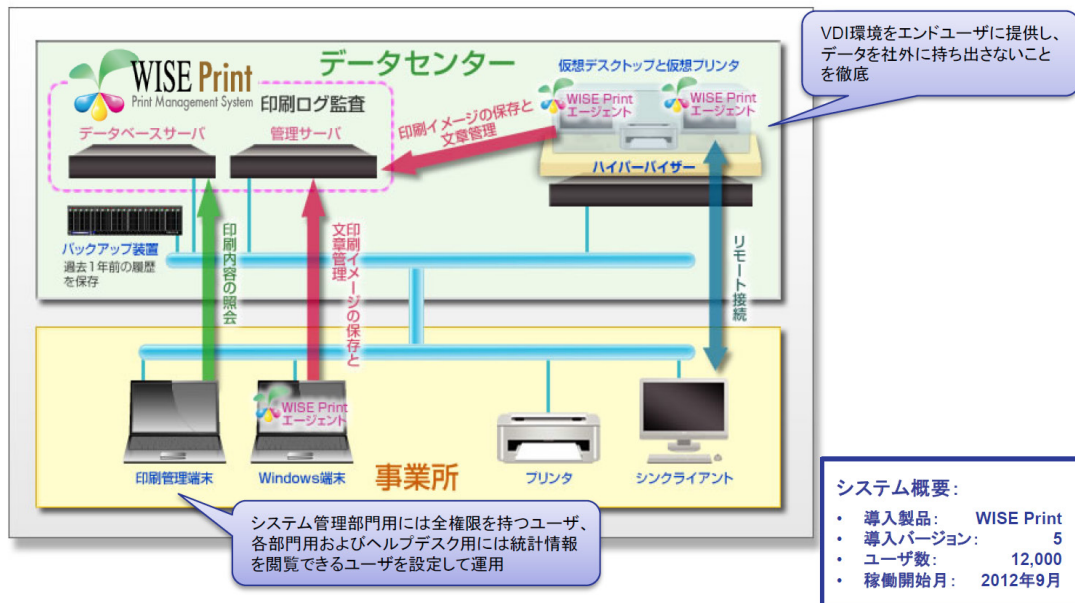 VDI環境をエンドユーザに提供し、
データを社外に持ち出さないこと
を徹底
データセンター
WISE Print
Print Management System
印刷ログ監査
データベースサーバ
管理サーバ
印刷イメージの保存と
文章管理
仮想デスクトップと仮想プリンタ
WISE Print
エージェント
WISE Print
エージェント
ハイパーバイザー
バックアップ装置
過去1年前の履歴
を保存
印刷内容の照会
印刷イメージの保存と
文章管理
リモート接続
WISE Print
エージェント
印刷管理端末
Windows端末
事業所
プリンタ
シンクライアント
システム管理部門用には全権限を持つユーザ、
各部門用およびヘルプデスク用には統計情報
を閲覧できるユーザを設定して運用
システム概要：
• 導入製品： WISE Print
• 導入バージョン： 5
• ユーザ数： 12,000
• 稼働開始月： 2012年9月